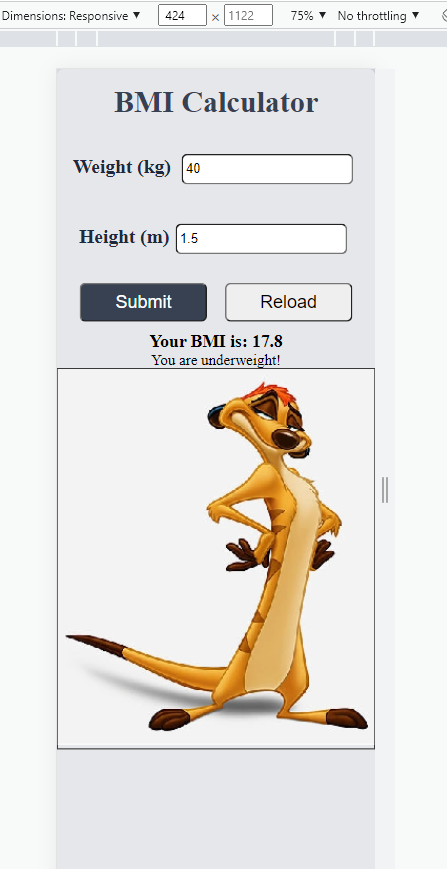 Dimensions: Responsive ▼ 424 × 1122 75% ▼ No throttling ▼
BMI Calculator
Weight (kg) 40
Height (m) 1.5
Submit Reload
Your BMI is: 17.8
You are underweight!